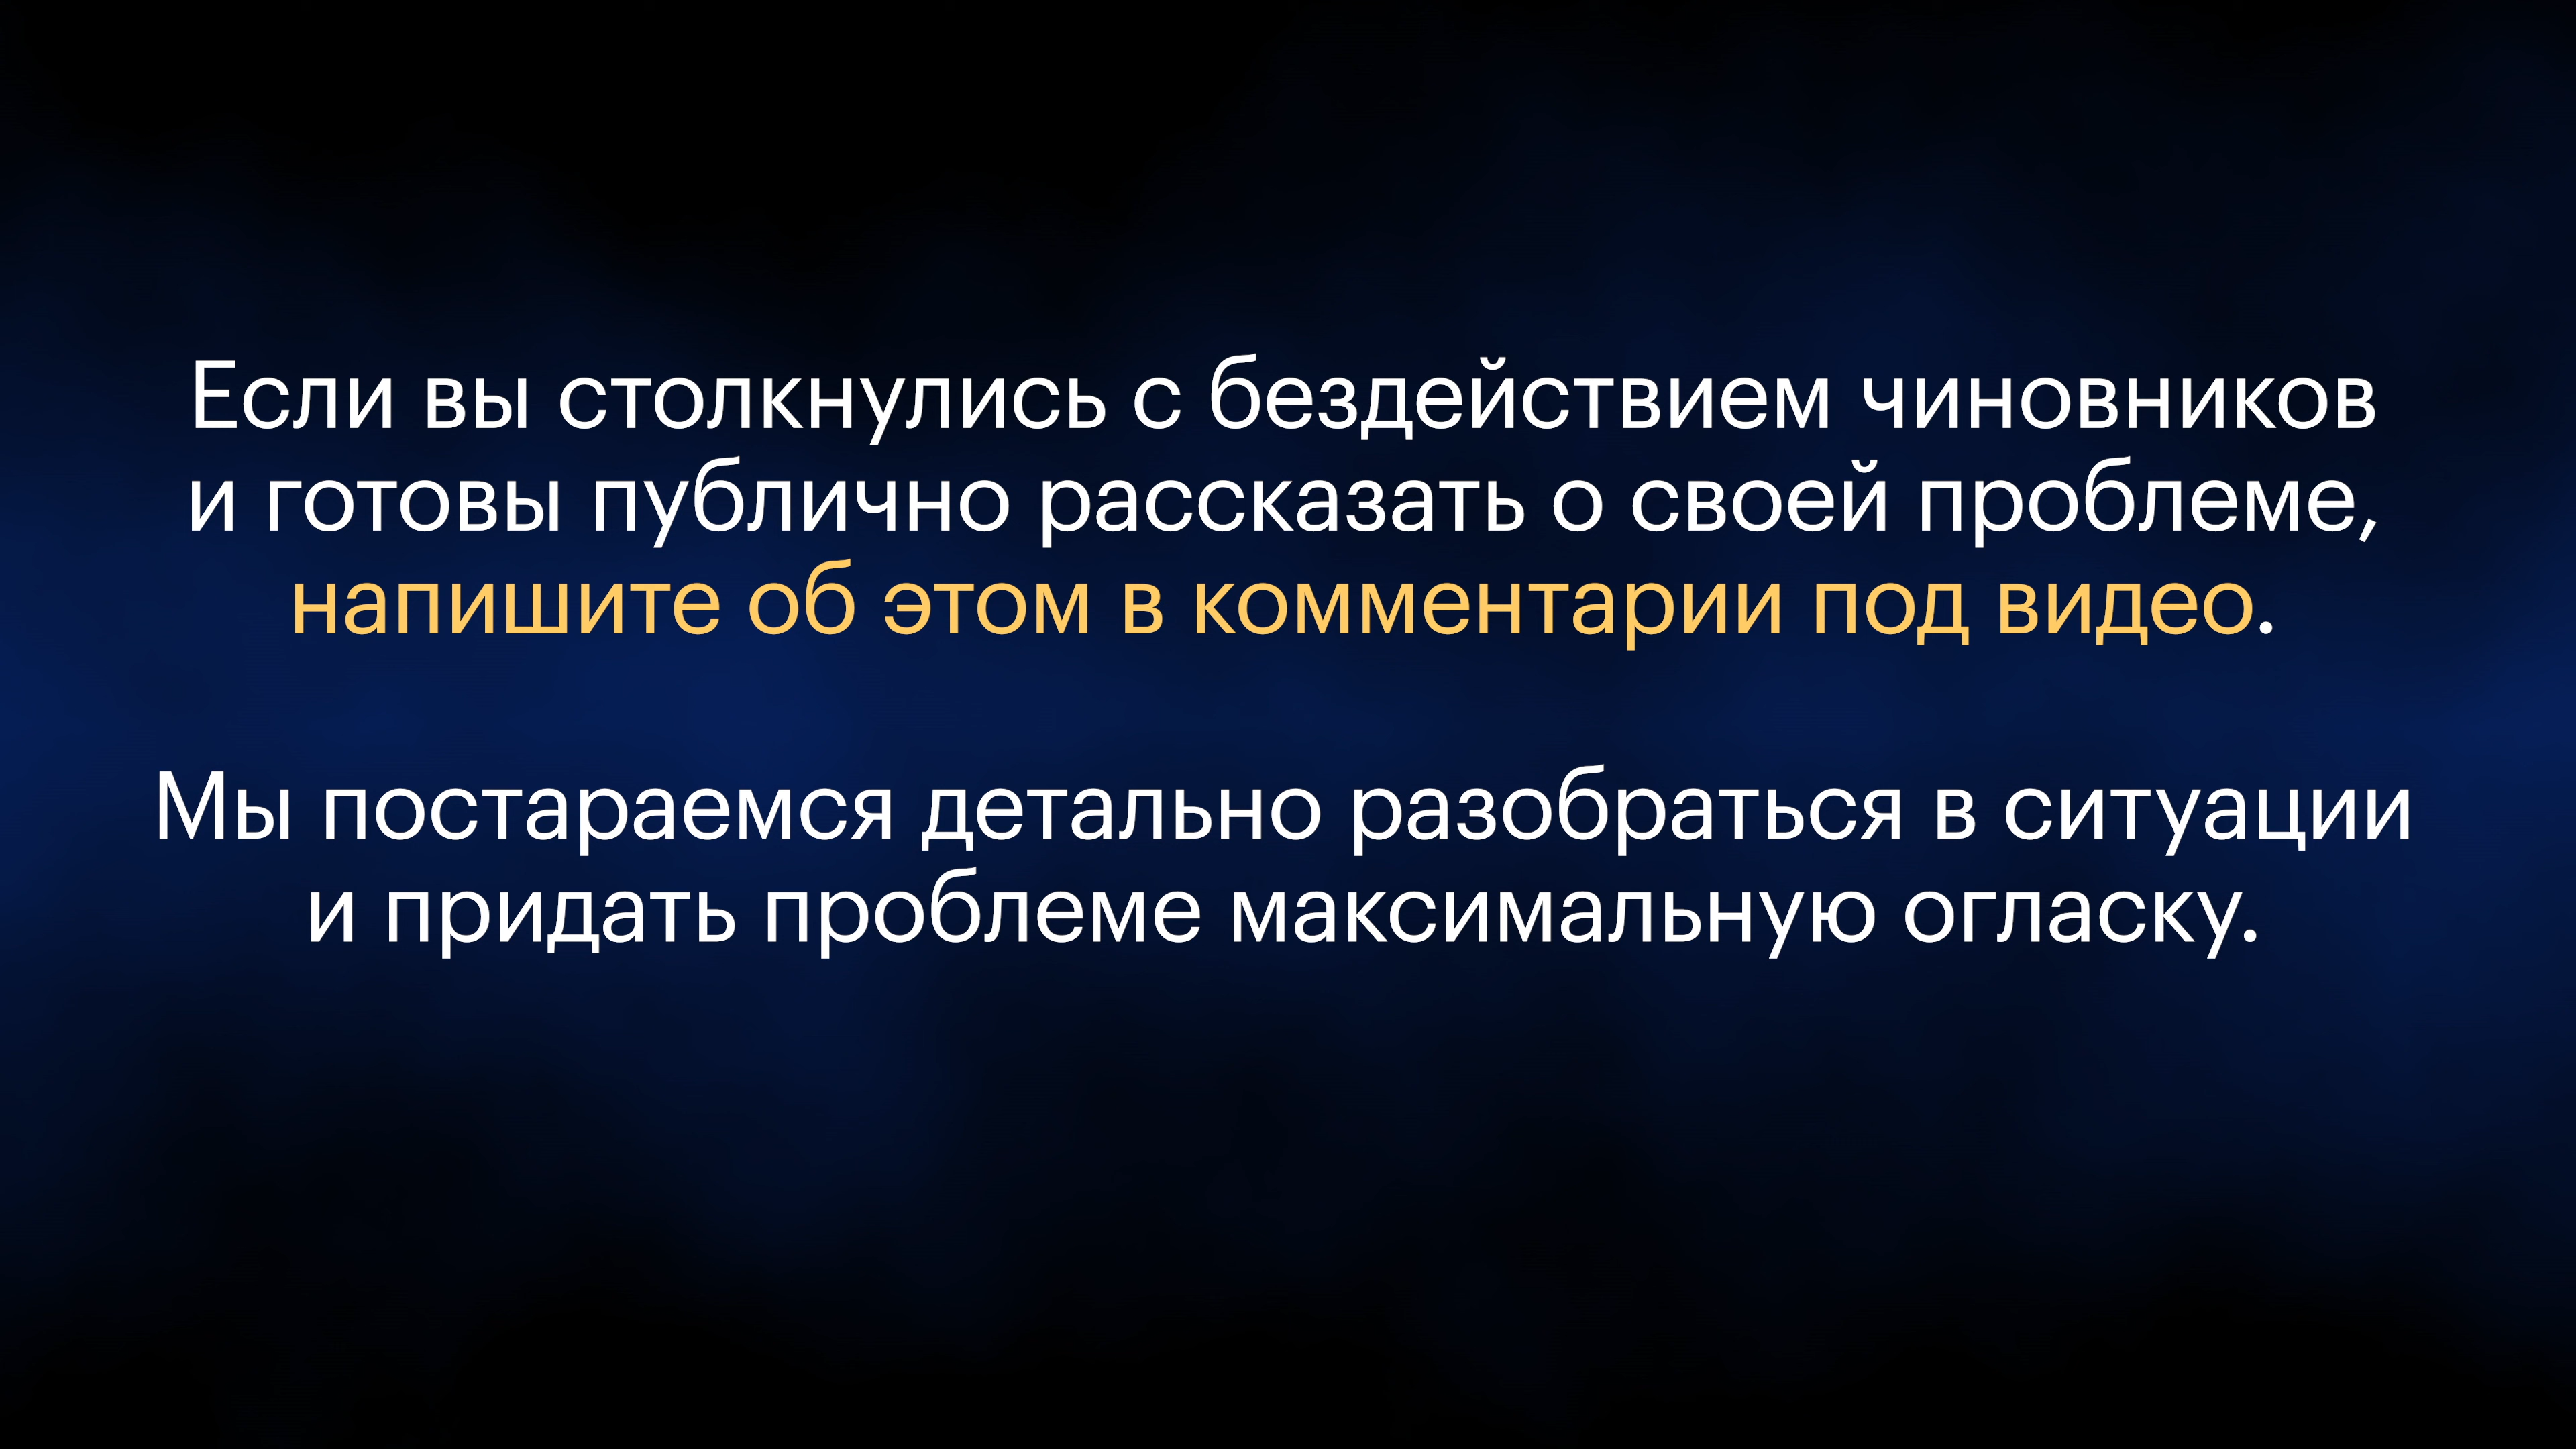 Если вы столкнулись с бездействием чиновников
и готовы публично рассказать о своей проблеме,
напишите об этом в комментарии под видео.
Мы постараемся детально разобраться в ситуации
и придать проблеме максимальную огласку.